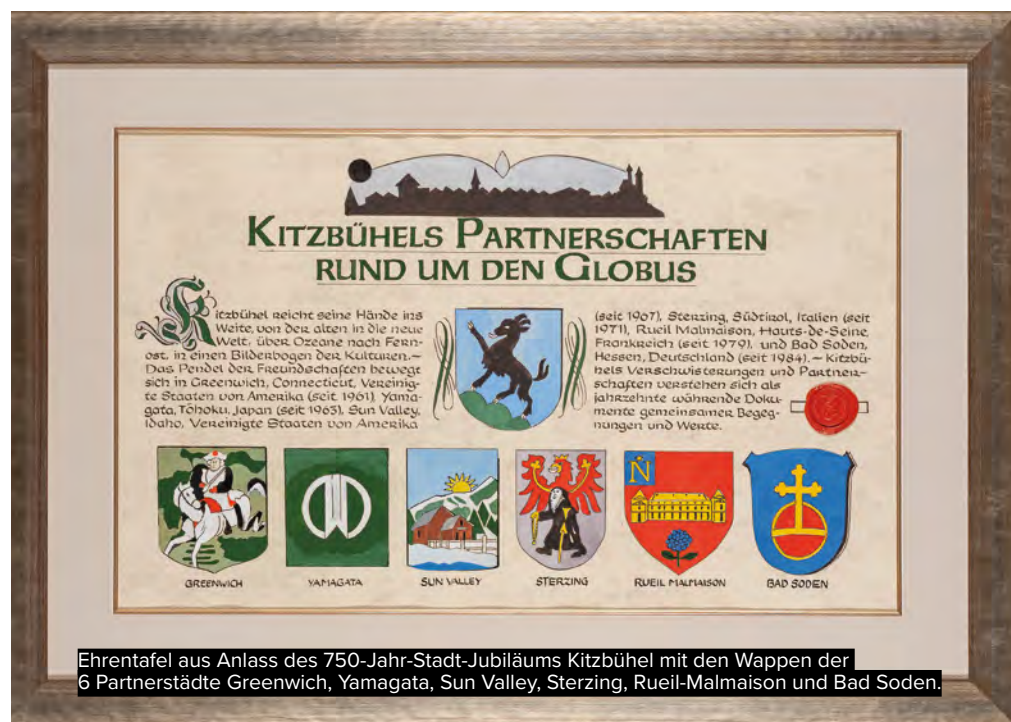 KITZBÜHELS PARTNERSCHAFTEN
RUND UM DEN GLOBUS
Kitzbühel reicht seine Hände ins
Weite, von der alten in die neue
Welt, über Ozeane nach Fern-
ost, in einen Bilderbogen der Kulturen.–
Das Pendel der Freundschaften bewegt
sich in Greenwich, Connecticut, Vereinig-
te Staaten von Amerika (seit 1961), Yama-
gata, Tōhoku, Japan (seit 1963), Sun Valley,
Idaho, Vereinigte Staaten von Amerika
(seit 1967), Sterzing, Südtirol, Italien (seit
1971), Rueil Malmaison, Hauts-de-Seine,
Frankreich (seit 1979), und Bad Soden,
Hessen, Deutschland (seit 1984). – Kitzbü-
hels Verschwisterungen und Partner-
schaften verstehen sich als
jahrzehnte währende Doku-
mente gemeinsamer Begeg-
nungen und Werte.
N
GREENWICH
YAMAGATA
SUN VALLEY
STERZING
RUEIL MALMAISON
BAD SODEN
Ehrentafel aus Anlass des 750-Jahr-Stadt-Jubiläums Kitzbühel mit den Wappen der
6 Partnerstädte Greenwich, Yamagata, Sun Valley, Sterzing, Rueil-Malmaison und Bad Soden.